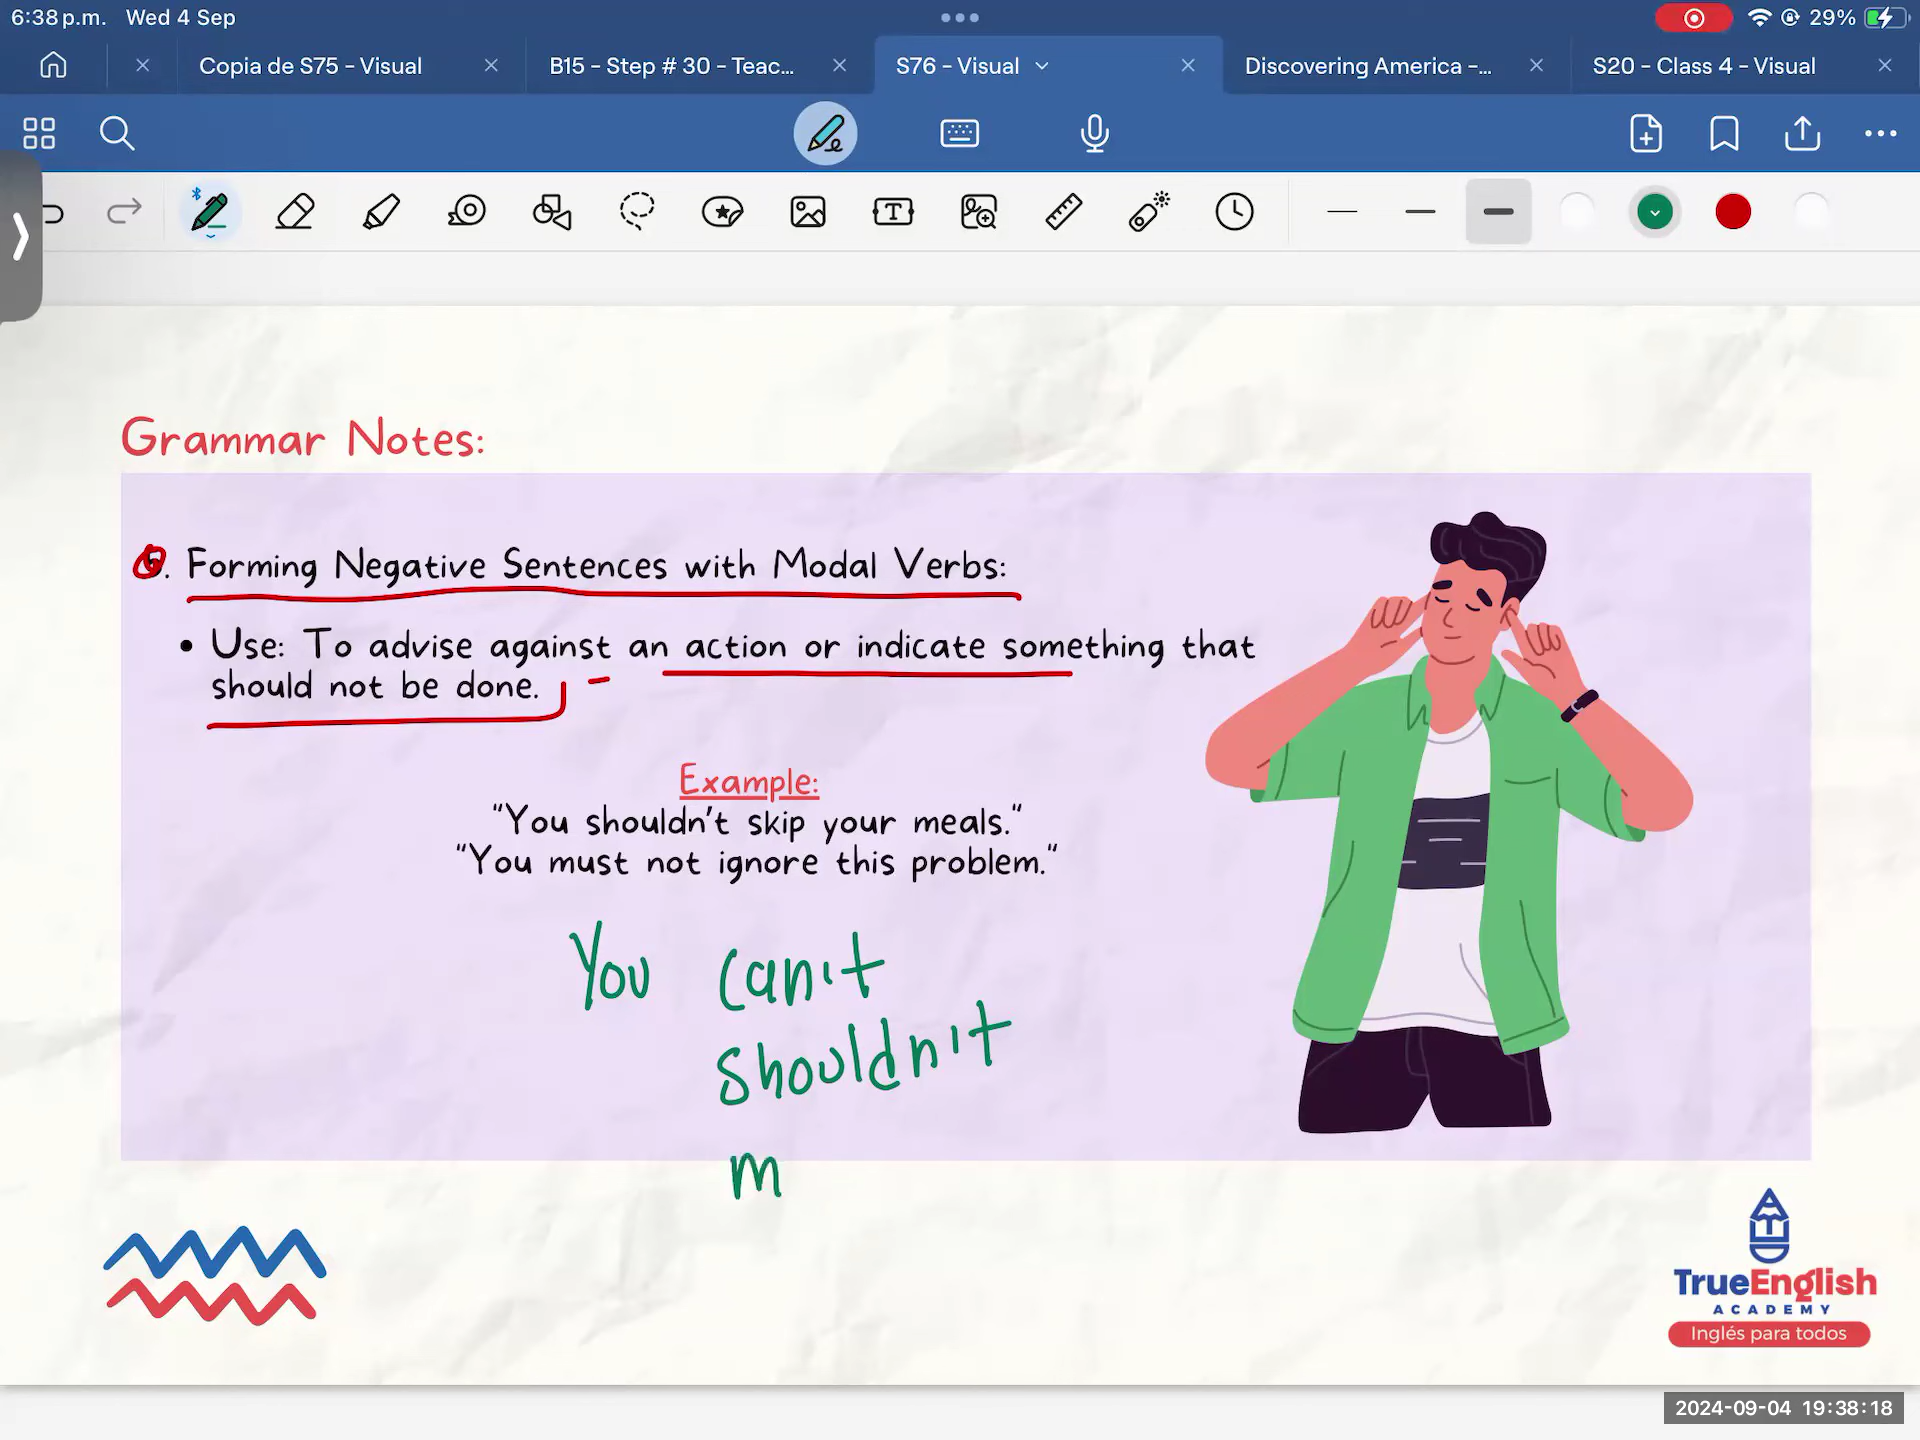 6:38 p.m. Wed 4 Sep
29%
Copia de S75 - Visual
B15 - Step # 30 - Teac...
S76 - Visual
Discovering America -...
S20 - Class 4 - Visual
Grammar Notes:
Forming Negative Sentences with Modal Verbs:
• Use: To advise against an action or indicate something that
should not be done.
Example:
"You shouldn't skip your meals."
"You must not ignore this problem."
You can't
shouldn't
m
TrueEnglish
ACADEMY
Inglés para todos
2024-09-04 19:38:18